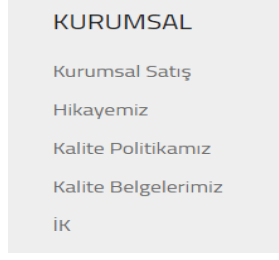 KURUMSAL
Kurumsal Satış
Hikayemiz
Kalite Politikamız
Kalite Belgelerimiz
İK